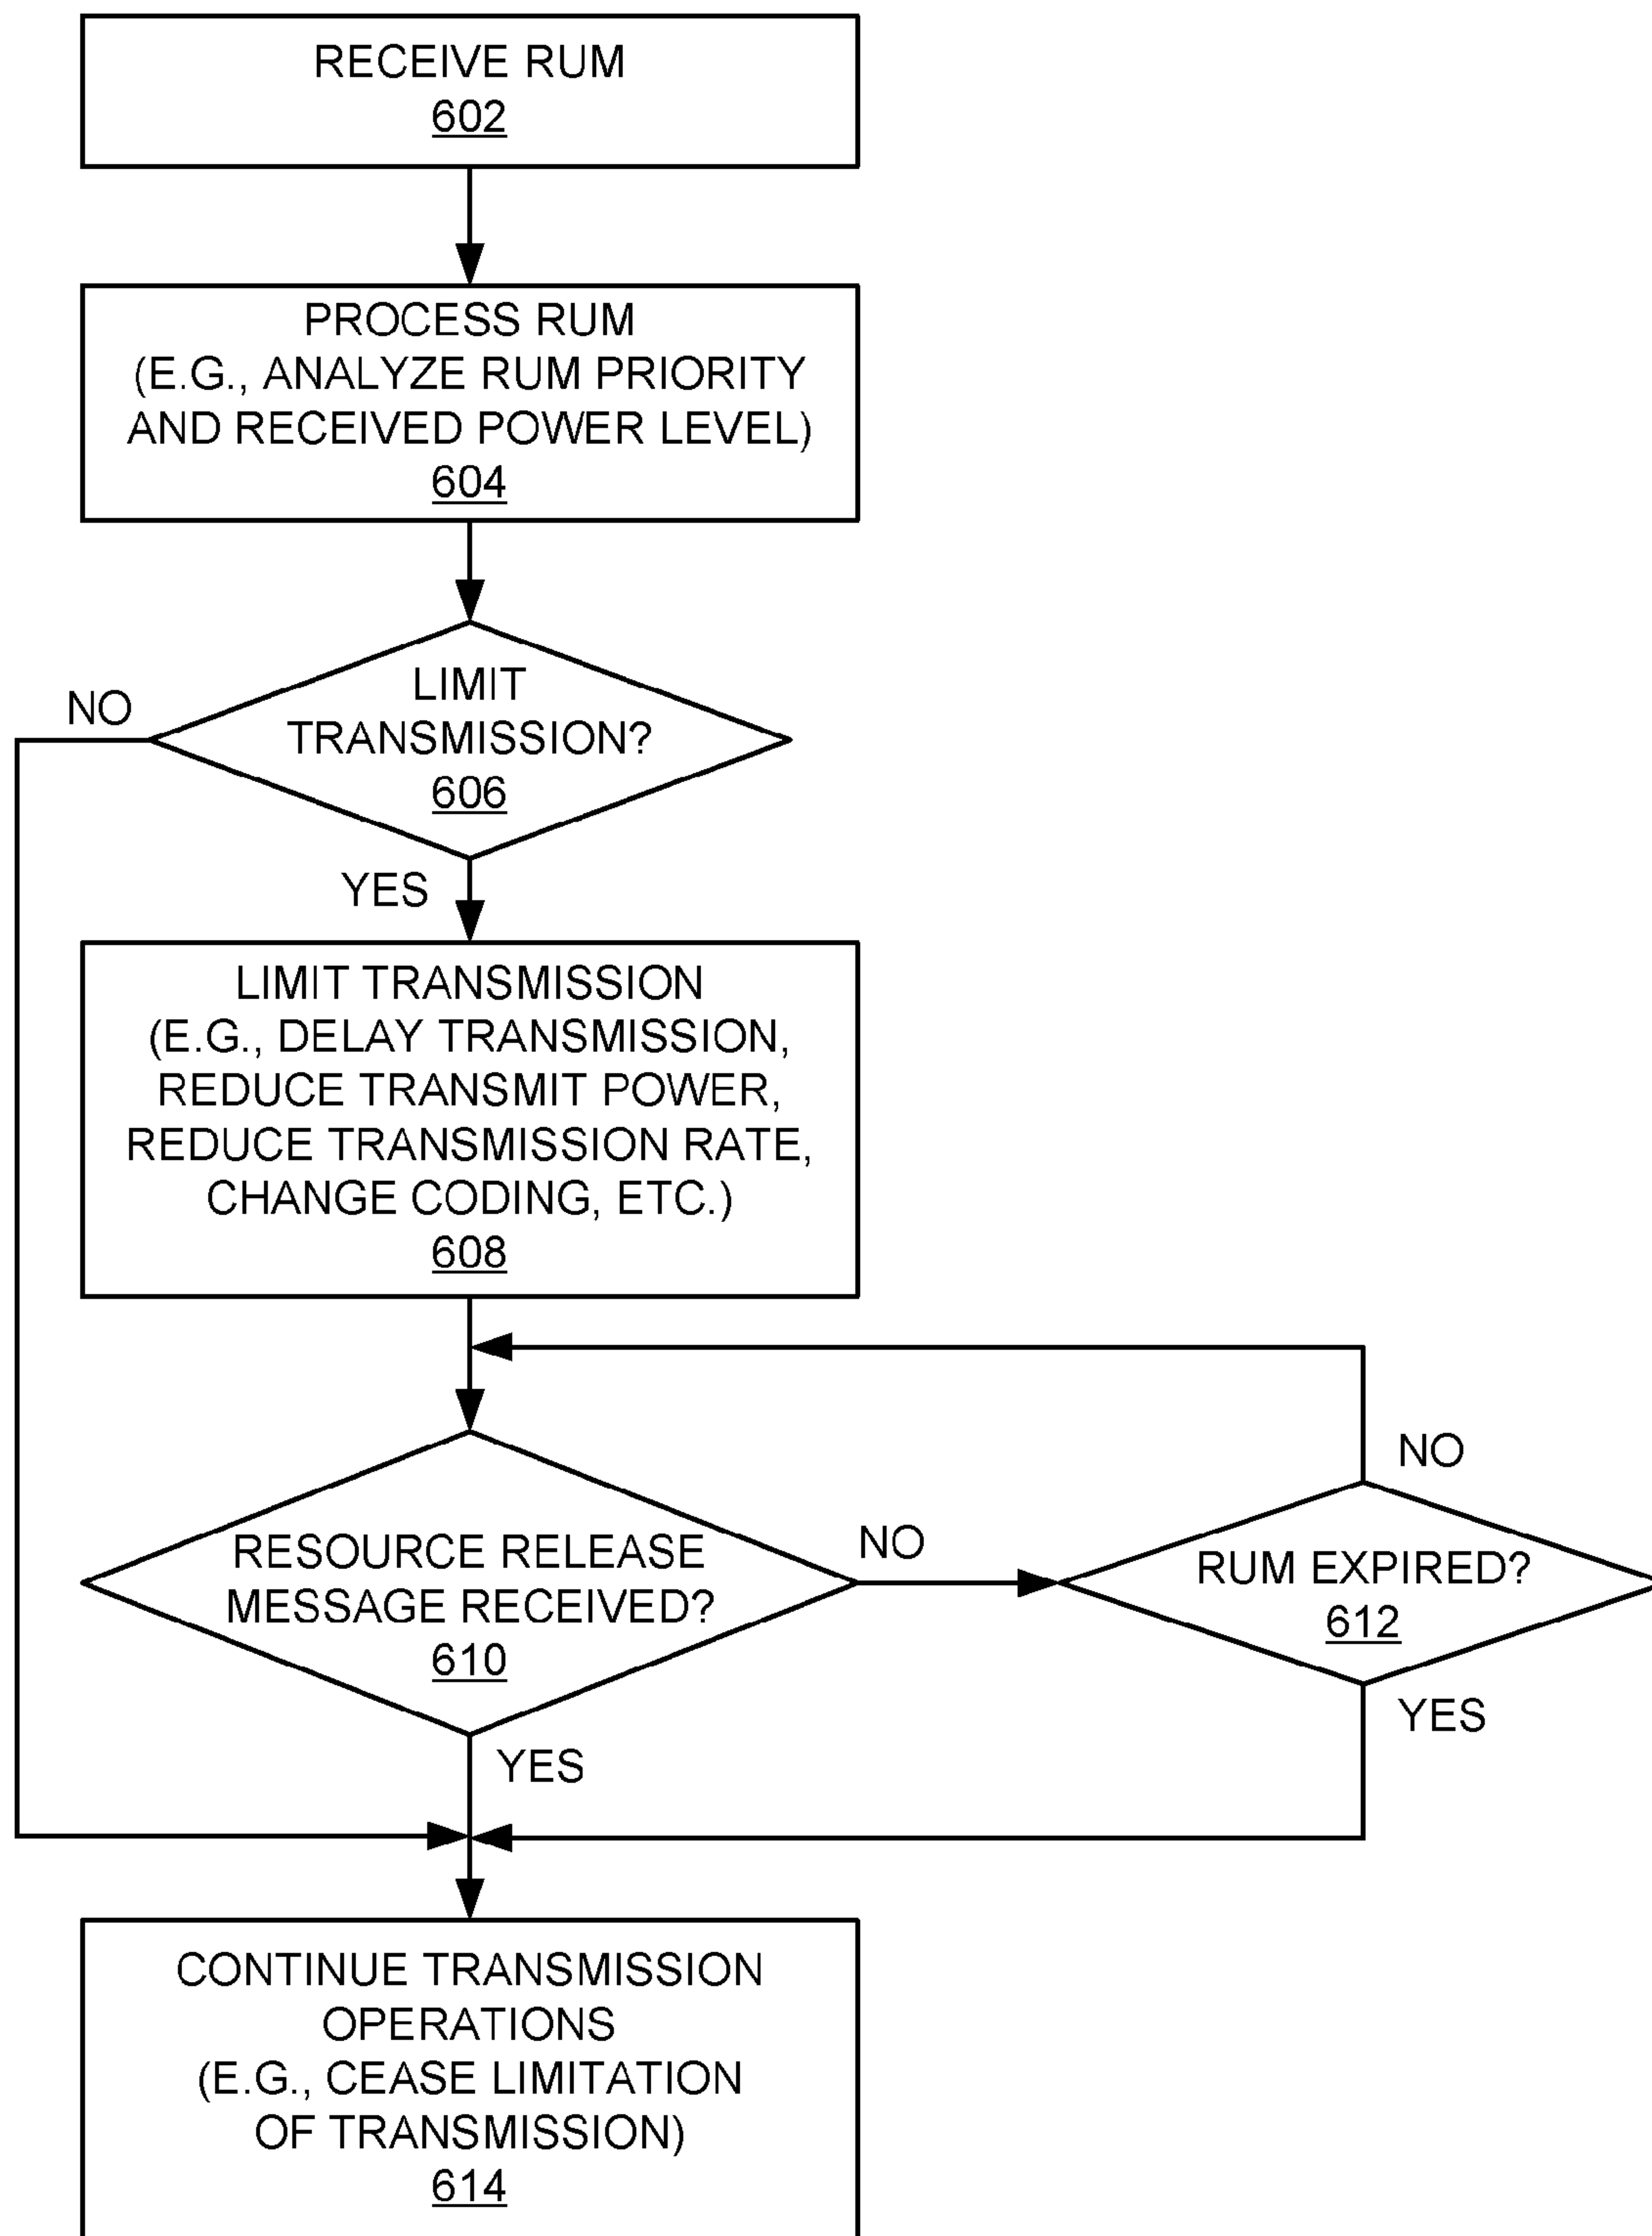 RECEIVE RUM
602
PROCESS RUM
(E.G., ANALYZE RUM PRIORITY
AND RECEIVED POWER LEVEL)
604
LIMIT
TRANSMISSION?
606
NO
YES
LIMIT TRANSMISSION
(E.G., DELAY TRANSMISSION,
REDUCE TRANSMIT POWER,
REDUCE TRANSMISSION RATE,
CHANGE CODING, ETC.)
608
RESOURCE RELEASE
MESSAGE RECEIVED?
610
NO
YES
RUM EXPIRED?
612
NO
YES
CONTINUE TRANSMISSION
OPERATIONS
(E.G., CEASE LIMITATION
OF TRANSMISSION)
614